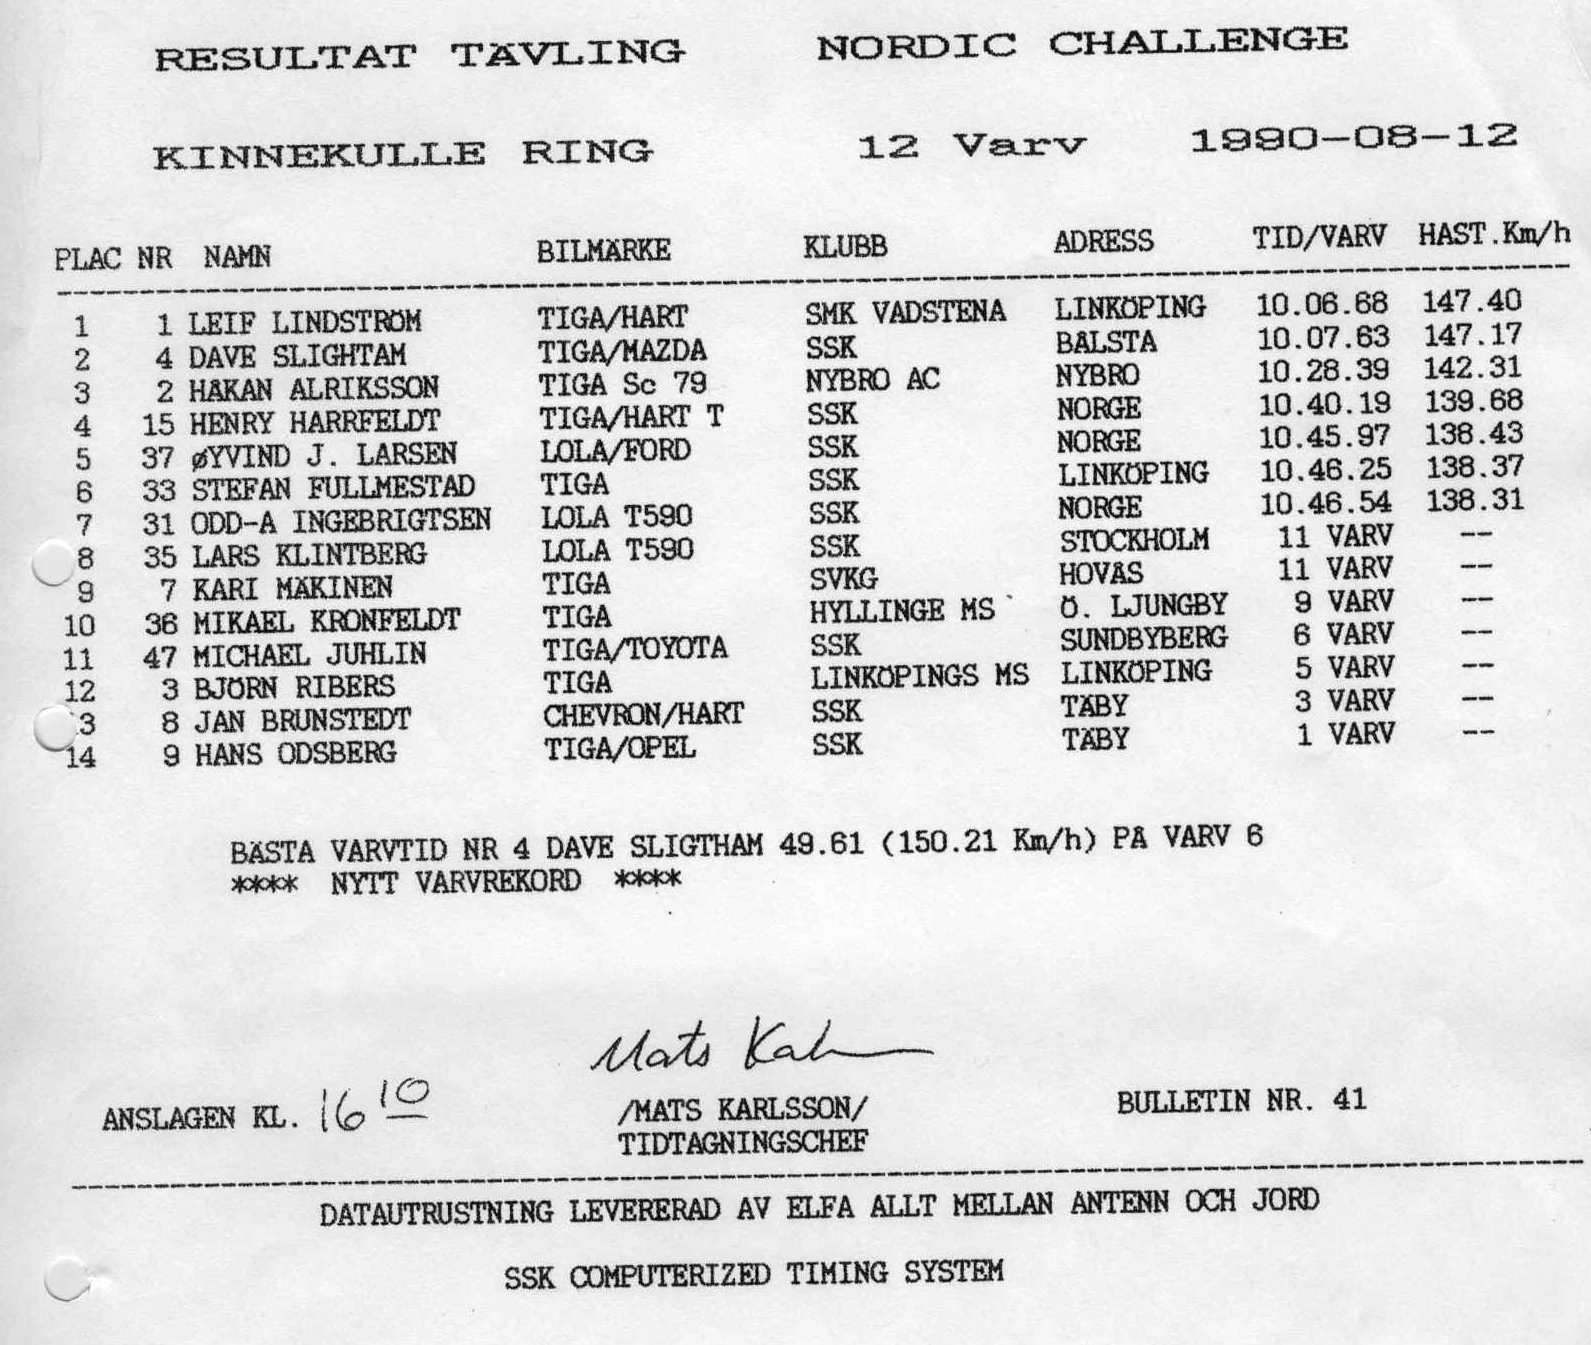 RESULTAT TÄVLING NORDIC CHALLENGE
KINNEKULLE RING 12 Varv 1990-08-12
PLAC NR NAMN BILMÄRKE KLUBB ADRESS TID/VARV HAST.Km/h
1 1 LEIF LINDSTRÖM TIGA/HART SMK VADSTENA LINKÖPING 10.06.68 147.40
2 4 DAVE SLIGHTAM TIGA/MAZDA SSK BÅLSTA 10.07.63 147.17
3 2 HÅKAN ALRIKSSON TIGA Sc 79 NYBRO AC NYBRO 10.28.39 142.31
4 15 HENRY HARRFELDT TIGA/HART T SSK NORGE 10.40.19 139.68
5 37 øYVIND J. LARSEN LOLA/FORD SSK NORGE 10.45.97 138.43
6 33 STEFAN FULLMESTAD TIGA SSK LINKÖPING 10.46.25 138.37
7 31 ODD-A INGEBRIGTSEN LOLA T590 SSK NORGE 10.46.54 138.31
8 35 LARS KLINTBERG LOLA T590 SSK STOCKHOLM 11 VARV --
9 7 KARI MÄKINEN TIGA SVKG HOVÅS 11 VARV --
10 36 MIKAEL KRONFELDT TIGA HYLLINGE MS Ö. LJUNGBY 9 VARV --
11 47 MICHAEL JUHLIN TIGA/TOYOTA SSK SUNDBYBERG 6 VARV --
12 3 BJÖRN RIBERS TIGA LINKÖPINGS MS LINKÖPING 5 VARV --
13 8 JAN BRUNSTEDT CHEVRON/HART SSK TÄBY 3 VARV --
14 9 HANS ODSBERG TIGA/OPEL SSK TÄBY 1 VARV --
BÄSTA VARVTID NR 4 DAVE SLIGTHAM 49.61 (150.21 Km/h) PÅ VARV 6
**** NYTT VARVREKORD ****
Mats Kal
ANSLAGEN KL. 16 10 /MATS KARLSSON/ BULLETIN NR. 41
TIDTAGNINGSCHEF
DATAUTRUSTNING LEVERERAD AV ELFA ALLT MELLAN ANTENN OCH JORD
SSK COMPUTERIZED TIMING SYSTEM